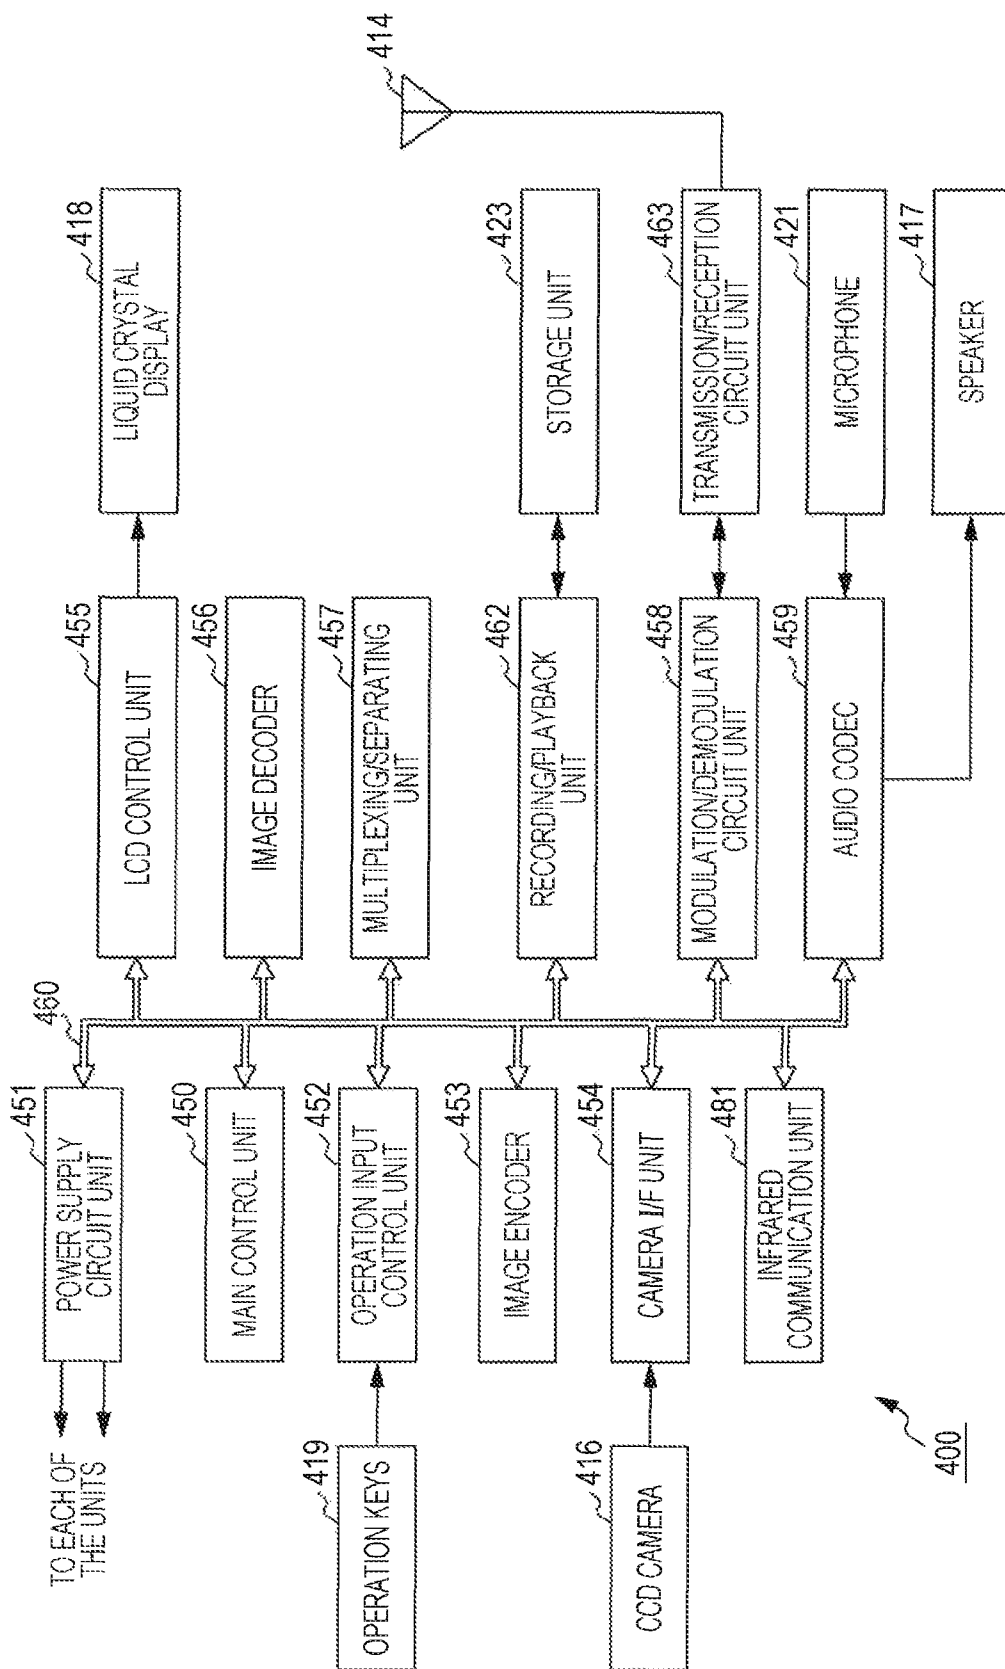 TO EACH OF
THE UNITS
451
POWER SUPPLY
CIRCUIT UNIT
460
450
MAIN CONTROL UNIT
419
OPERATION KEYS
452
OPERATION INPUT
CONTROL UNIT
453
IMAGE ENCODER
416
CCD CAMERA
454
CAMERA I/F UNIT
481
INFRARED
COMMUNICATION UNIT
400
455
LCD CONTROL UNIT
418
LIQUID CRYSTAL
DISPLAY
456
IMAGE DECODER
457
MULTIPLEXING/SEPARATING
UNIT
462
RECORDING/PLAYBACK
UNIT
423
STORAGE UNIT
414
458
MODULATION/DEMODULATION
CIRCUIT UNIT
463
TRANSMISSION/RECEPTION
CIRCUIT UNIT
459
AUDIO CODEC
421
MICROPHONE
417
SPEAKER